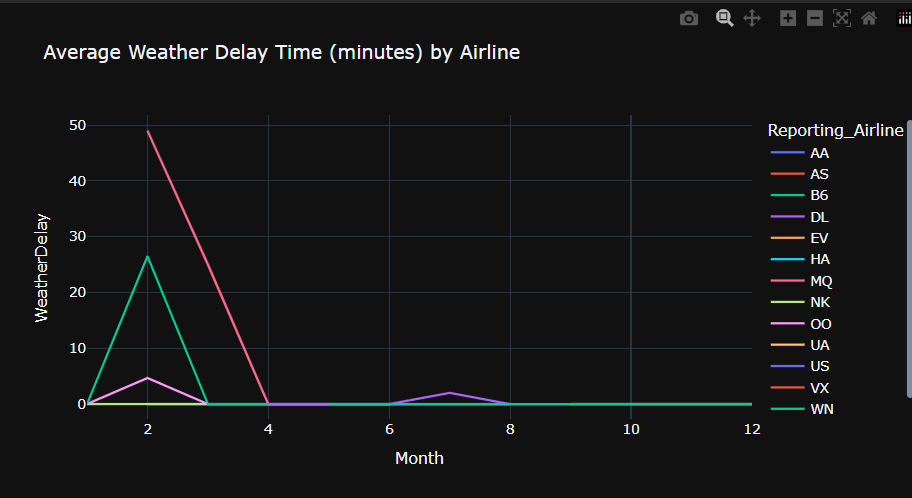 Average Weather Delay Time (minutes) by Airline
WeatherDelay
50
40
30
20
10
0
2 4 6 8 10 12
Month
Reporting_Airline
AA
AS
B6
DL
EV
HA
MQ
NK
OO
UA
US
VX
WN